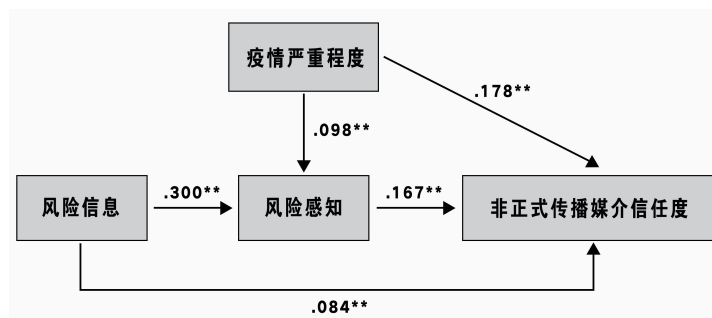 疫情严重程度
.178**
.098**
.300**
.167**
风险信息
风险感知
非正式传播媒介信任度
.084**